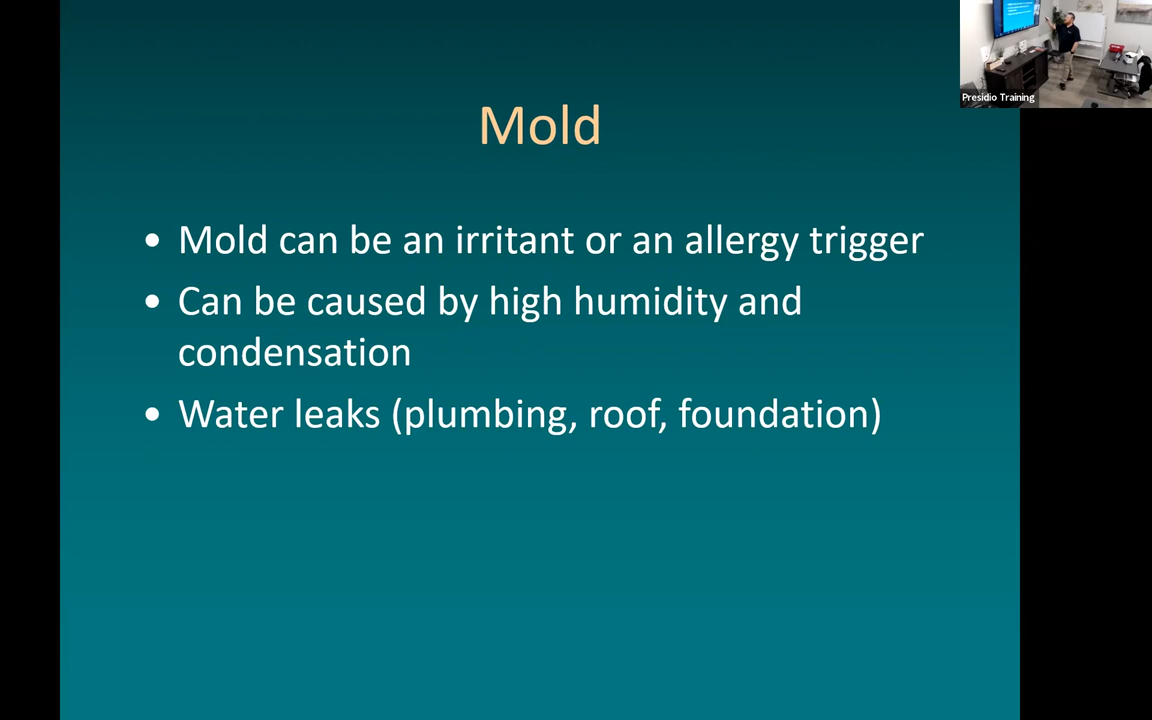 Mold
• Mold can be an irritant or an allergy trigger
• Can be caused by high humidity and
condensation
• Water leaks (plumbing, roof, foundation)
Presidio Training